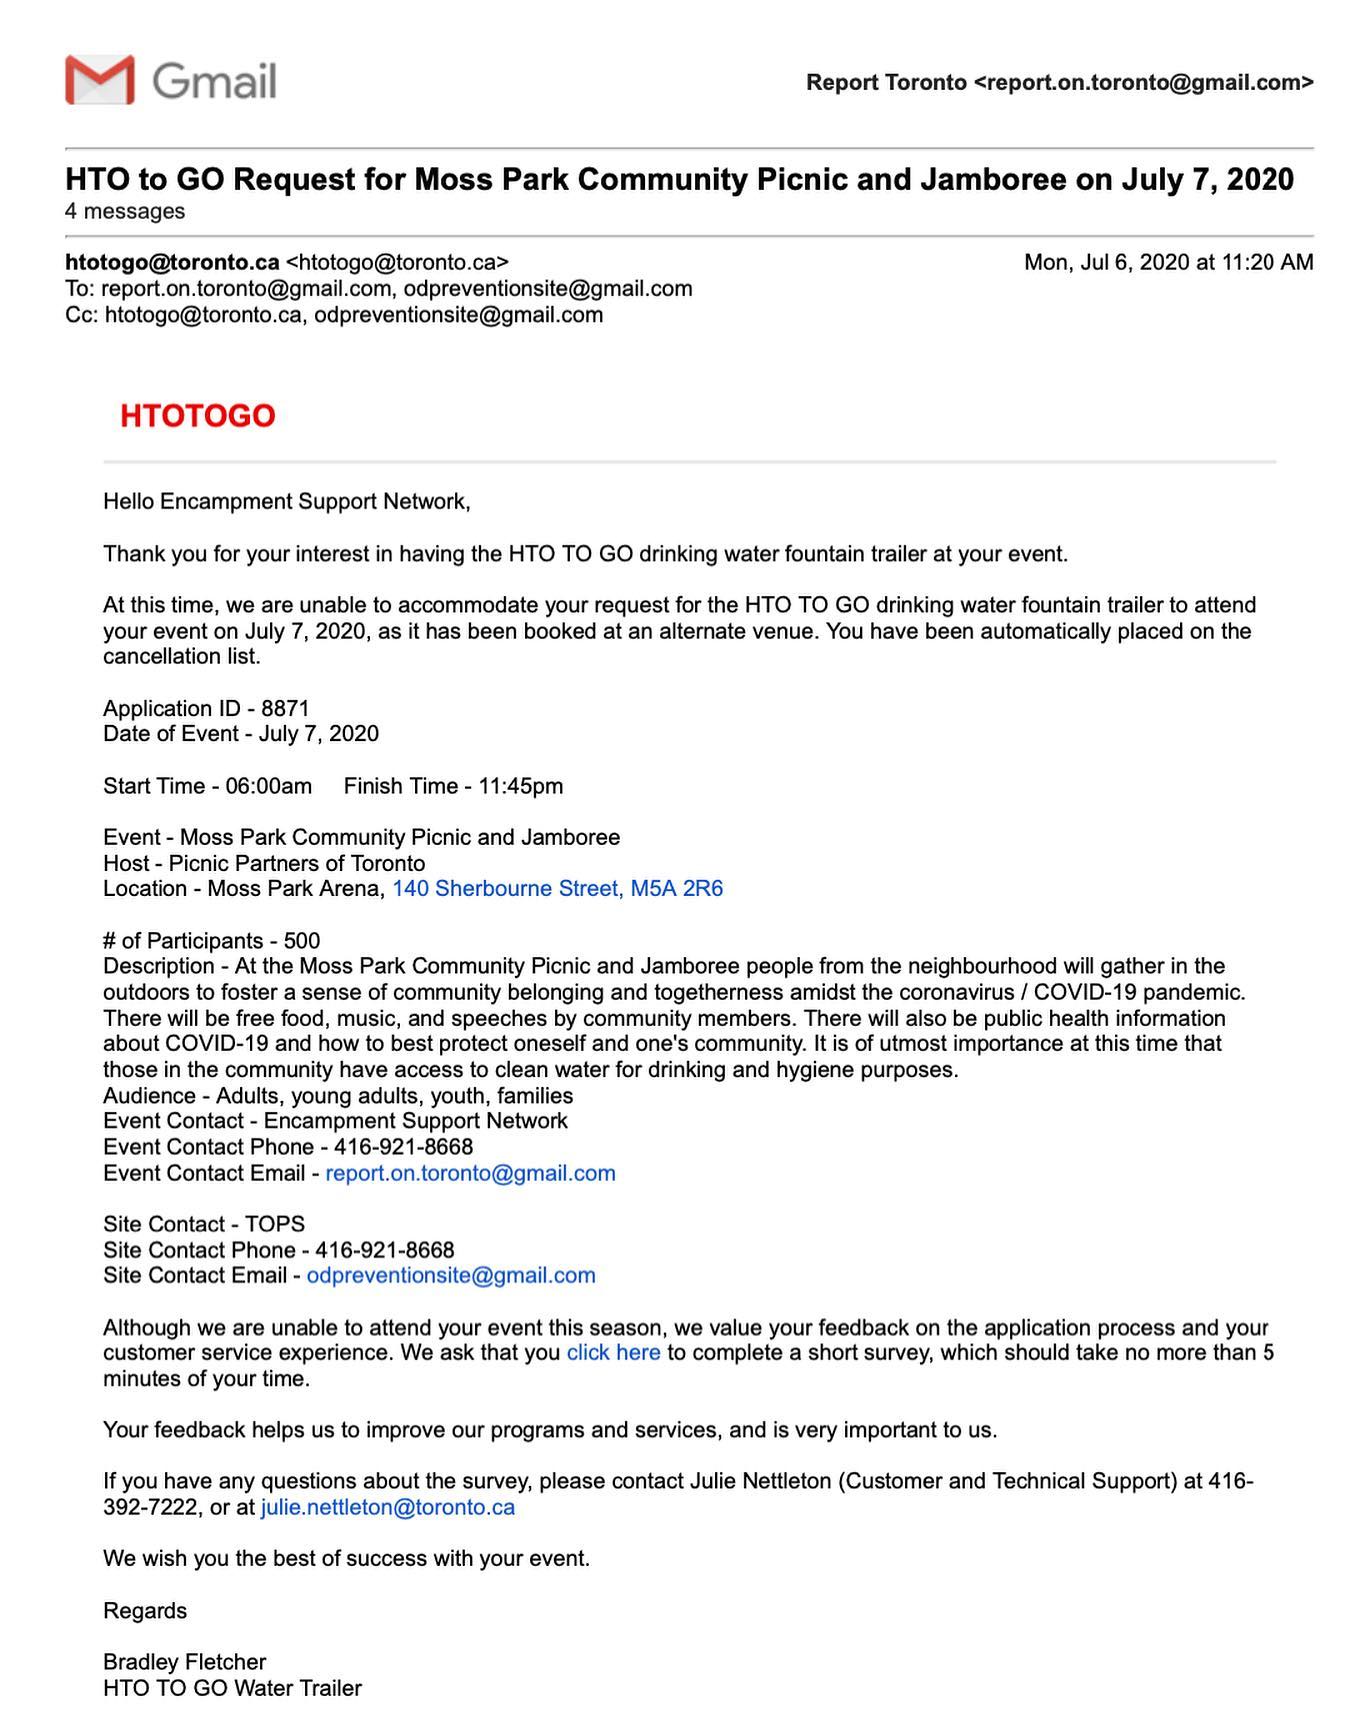 Gmail
Report Toronto <report.on.toronto@gmail.com>
HTO to GO Request for Moss Park Community Picnic and Jamboree on July 7, 2020
4 messages
htotogo@toronto.ca <htotogo@toronto.ca>
Mon, Jul 6, 2020 at 11:20 AM
To: report.on.toronto@gmail.com, odpreventionsite@gmail.com
Cc: htotogo@toronto.ca, odpreventionsite@gmail.com
HTOTOGO
Hello Encampment Support Network,
Thank you for your interest in having the HTO TO GO drinking water fountain trailer at your event.
At this time, we are unable to accommodate your request for the HTO TO GO drinking water fountain trailer to attend
your event on July 7, 2020, as it has been booked at an alternate venue. You have been automatically placed on the
cancellation list.
Application ID - 8871
Date of Event - July 7, 2020
Start Time - 06:00am Finish Time - 11:45pm
Event - Moss Park Community Picnic and Jamboree
Host - Picnic Partners of Toronto
Location - Moss Park Arena, 140 Sherbourne Street, M5A 2R6
# of Participants - 500
Description - At the Moss Park Community Picnic and Jamboree people from the neighbourhood will gather in the
outdoors to foster a sense of community belonging and togetherness amidst the coronavirus / COVID-19 pandemic.
There will be free food, music, and speeches by community members. There will also be public health information
about COVID-19 and how to best protect oneself and one's community. It is of utmost importance at this time that
those in the community have access to clean water for drinking and hygiene purposes.
Audience - Adults, young adults, youth, families
Event Contact - Encampment Support Network
Event Contact Phone - 416-921-8668
Event Contact Email - report.on.toronto@gmail.com
Site Contact - TOPS
Site Contact Phone - 416-921-8668
Site Contact Email - odpreventionsite@gmail.com
Although we are unable to attend your event this season, we value your feedback on the application process and your
customer service experience. We ask that you click here to complete a short survey, which should take no more than 5
minutes of your time.
Your feedback helps us to improve our programs and services, and is very important to us.
If you have any questions about the survey, please contact Julie Nettleton (Customer and Technical Support) at 416-
392-7222, or at julie.nettleton@toronto.ca
We wish you the best of success with your event.
Regards
Bradley Fletcher
HTO TO GO Water Trailer